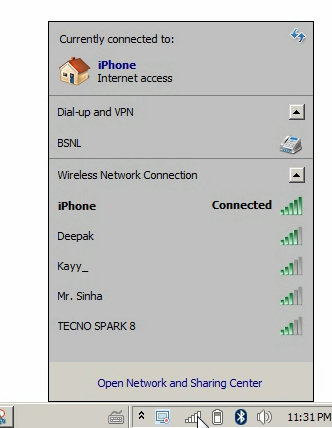 Currently connected to:
iPhone
Internet access
Dial-up and VPN
BSNL
Wireless Network Connection
iPhone Connected
Deepak
Kayy_
Mr. Sinha
TECNO SPARK 8
Open Network and Sharing Center
11:31 PM